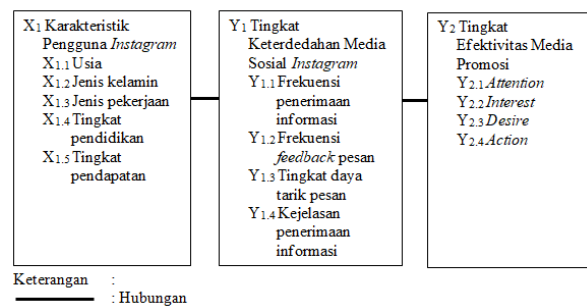 X1 Karakteristik
Pengguna Instagram
X1.1 Usia
X1.2 Jenis kelamin
X1.3 Jenis pekerjaan
X1.4 Tingkat
pendidikan
X1.5 Tingkat
pendapatan
Y1 Tingkat
Keterdedahan Media
Sosial Instagram
Y1.1 Frekuensi
penerimaan
informasi
Y1.2 Frekuensi
feedback pesan
Y1.3 Tingkat daya
tarik pesan
Y1.4 Kejelasan
penerimaan
informasi
Y2 Tingkat
Efektivitas Media
Promosi
Y2.1 Attention
Y2.2 Interest
Y2.3 Desire
Y2.4 Action
Keterangan :
: Hubungan